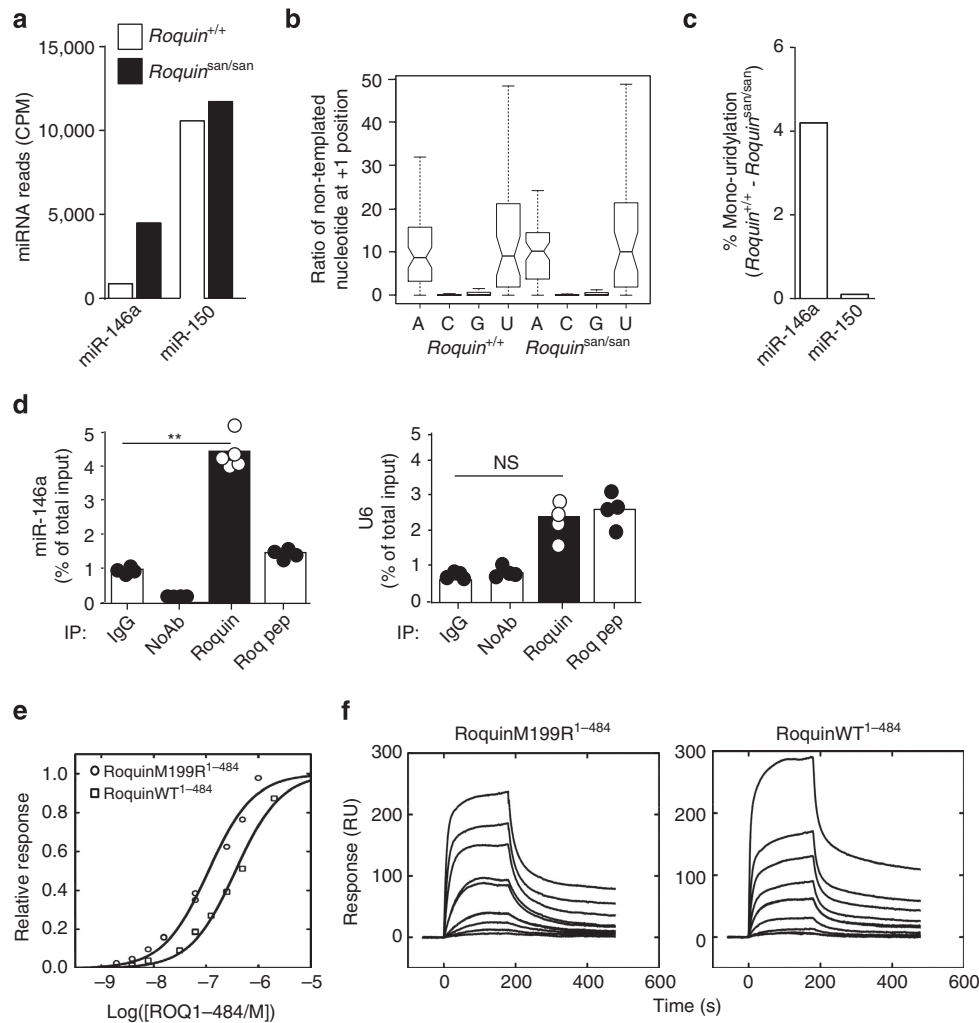 a
Roquin+/+
Roquinsan/san
miRNA reads (CPM)
15,000
10,000
5,000
0
miR-146a
miR-150
b
Ratio of non-templated
nucleotide at +1 position
50
40
30
20
10
0
A C G U A C G U
Roquin+/+ Roquinsan/san
c
% Mono-uridylation
(Roquin+/+ - Roquinsan/san)
6
4
2
0
miR-146a
miR-150
d
miR-146a
(% of total input)
5
4
3
2
1
0
**
IP:
IgG
NoAb
Roquin
Roq pep
U6
(% of total input)
5
4
3
2
1
0
NS
IP:
IgG
NoAb
Roquin
Roq pep
e
Relative response
1.0
0.8
0.6
0.4
0.2
0.0
RoquinM199R1–484
RoquinWT1–484
–9 –8 –7 –6 –5
Log([ROQ1–484/M])
f
RoquinM199R1–484
Response (RU)
300
200
100
0
0 200 400 600
RoquinWT1–484
300
200
100
0
0 200 400 600
Time (s)